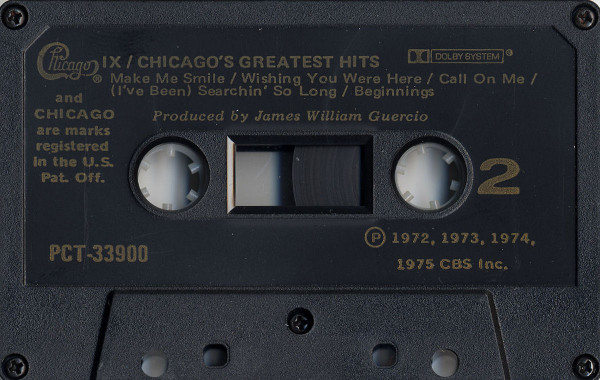 Chicago® IX / CHICAGO'S GREATEST HITS DOLBY SYSTEM®
Make Me Smile / Wishing You Were Here / Call On Me /
(I've Been) Searchin' So Long / Beginnings
and
CHICAGO
are marks
registered
in the U.S.
Pat. Off.
Produced by James William Guercio
2
PCT-33900
℗ 1972, 1973, 1974,
1975 CBS Inc.